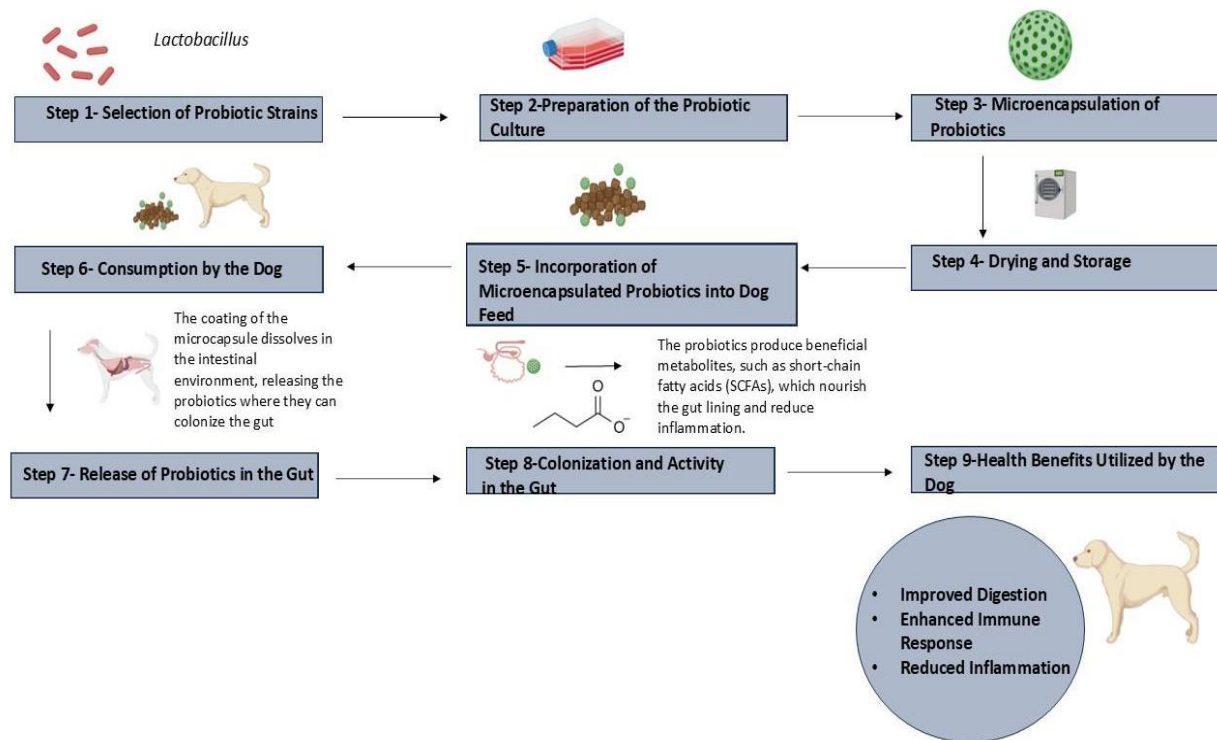 Lactobacillus
Step 1- Selection of Probiotic Strains
Step 2-Preparation of the Probiotic
Culture
Step 3- Microencapsulation of
Probiotics
Step 4- Drying and Storage
Step 5- Incorporation of
Microencapsulated Probiotics into Dog
Feed
Step 6- Consumption by the Dog
The coating of the
microcapsule dissolves in
the intestinal
environment, releasing the
probiotics where they can
colonize the gut
Step 7- Release of Probiotics in the Gut
The probiotics produce beneficial
metabolites, such as short-chain
fatty acids (SCFAs), which nourish
the gut lining and reduce
inflammation.
O
O-
Step 8-Colonization and Activity
in the Gut
Step 9-Health Benefits Utilized by the
Dog
• Improved Digestion
• Enhanced Immune
Response
• Reduced Inflammation